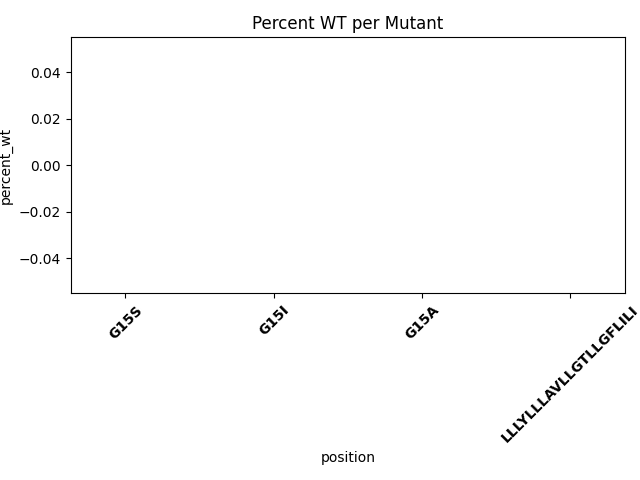 Percent WT per Mutant
percent_wt
0.04
0.02
0.00
−0.02
−0.04
G15S
G15I
G15A
LLLYLLLAVLLGTLLGFLILI
position